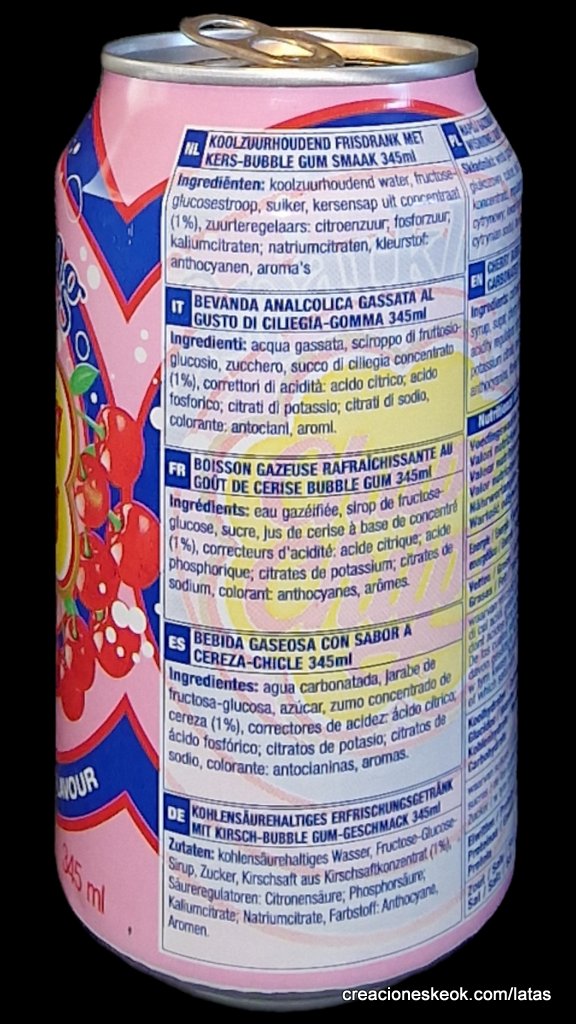 NL KOOLZUURHOUDEND FRISDRANK MET
KERS-BUBBLE GUM SMAAK 345ml
Ingrediënten: koolzuurhoudend water, fructose-
glucosestroop, suiker, kersensap uit concentraat
(1%), zuurteregelaars: citroenzuur; fosforzuur;
kaliumcitraten; natriumcitraten, kleurstof:
anthocyanen, aroma's
IT BEVANDA ANALCOLICA GASSATA AL
GUSTO DI CILIEGIA-GOMMA 345ml
Ingredienti: acqua gassata, sciroppo di fruttosio-
glucosio, zucchero, succo di ciliegia concentrato
(1%), correttori di acidità: acido citrico; acido
fosforico; citrati di potassio; citrati di sodio,
colorante: antociani, aromi.
FR BOISSON GAZEUSE RAFRAÎCHISSANTE AU
GOÛT DE CERISE BUBBLE GUM 345ml
Ingrédients: eau gazéifiée, sirop de fructose-
glucose, sucre, jus de cerise à base de concentré
(1%), correcteurs d'acidité: acide citrique; acide
phosphorique; citrates de potassium; citrates de
sodium, colorant: anthocyanes, arômes.
ES BEBIDA GASEOSA CON SABOR A
CEREZA-CHICLE 345ml
Ingredientes: agua carbonatada, jarabe de
fructosa-glucosa, azúcar, zumo concentrado de
cereza (1%), correctores de acidez: ácido cítrico;
ácido fosfórico; citratos de potasio; citratos de
sodio, colorante: antocianinas, aromas.
DE KOHLENSÄUREHALTIGES ERFRISCHUNGSGETRÄNK
MIT KIRSCH-BUBBLE GUM-GESCHMACK 345ml
Zutaten: kohlensäurehaltiges Wasser, Fructose-Glucose-
Sirup, Zucker, Kirschsaft aus Kirschsaftkonzentrat (1%),
Säureregulatoren: Citronensäure; Phosphorsäure;
Kaliumcitrate; Natriumcitrate, Farbstoff: Anthocyane,
Aromen.
PL
EN CHERRY
345 ml
creacioneskeok.com/latas